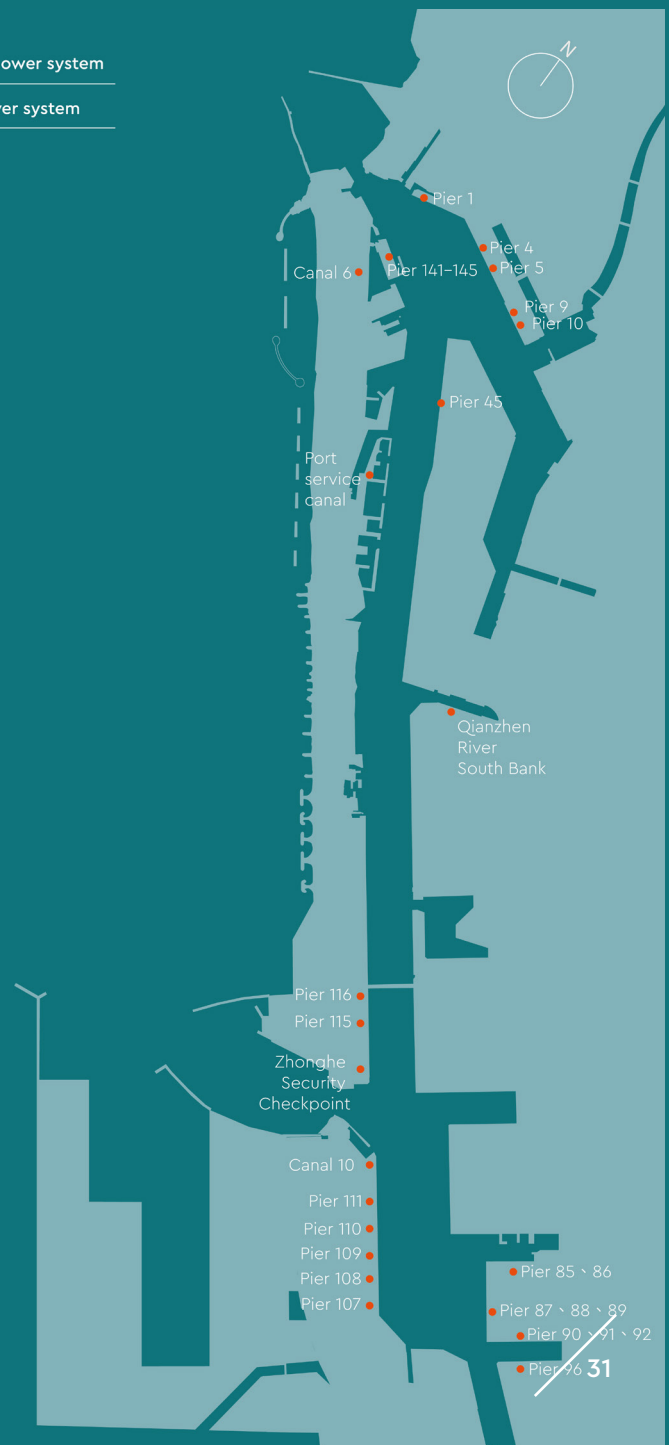 ower system
er system
N
Pier 1
Pier 4
Pier 5
Canal 6
Pier 141-145
Pier 9
Pier 10
Pier 45
Port
service
canal
Qianzhen
River
South Bank
Pier 116
Pier 115
Zhonghe
Security
Checkpoint
Canal 10
Pier 111
Pier 110
Pier 109
Pier 108
Pier 107
Pier 85、86
Pier 87、88、89
Pier 90、91、92
Pier 96
31